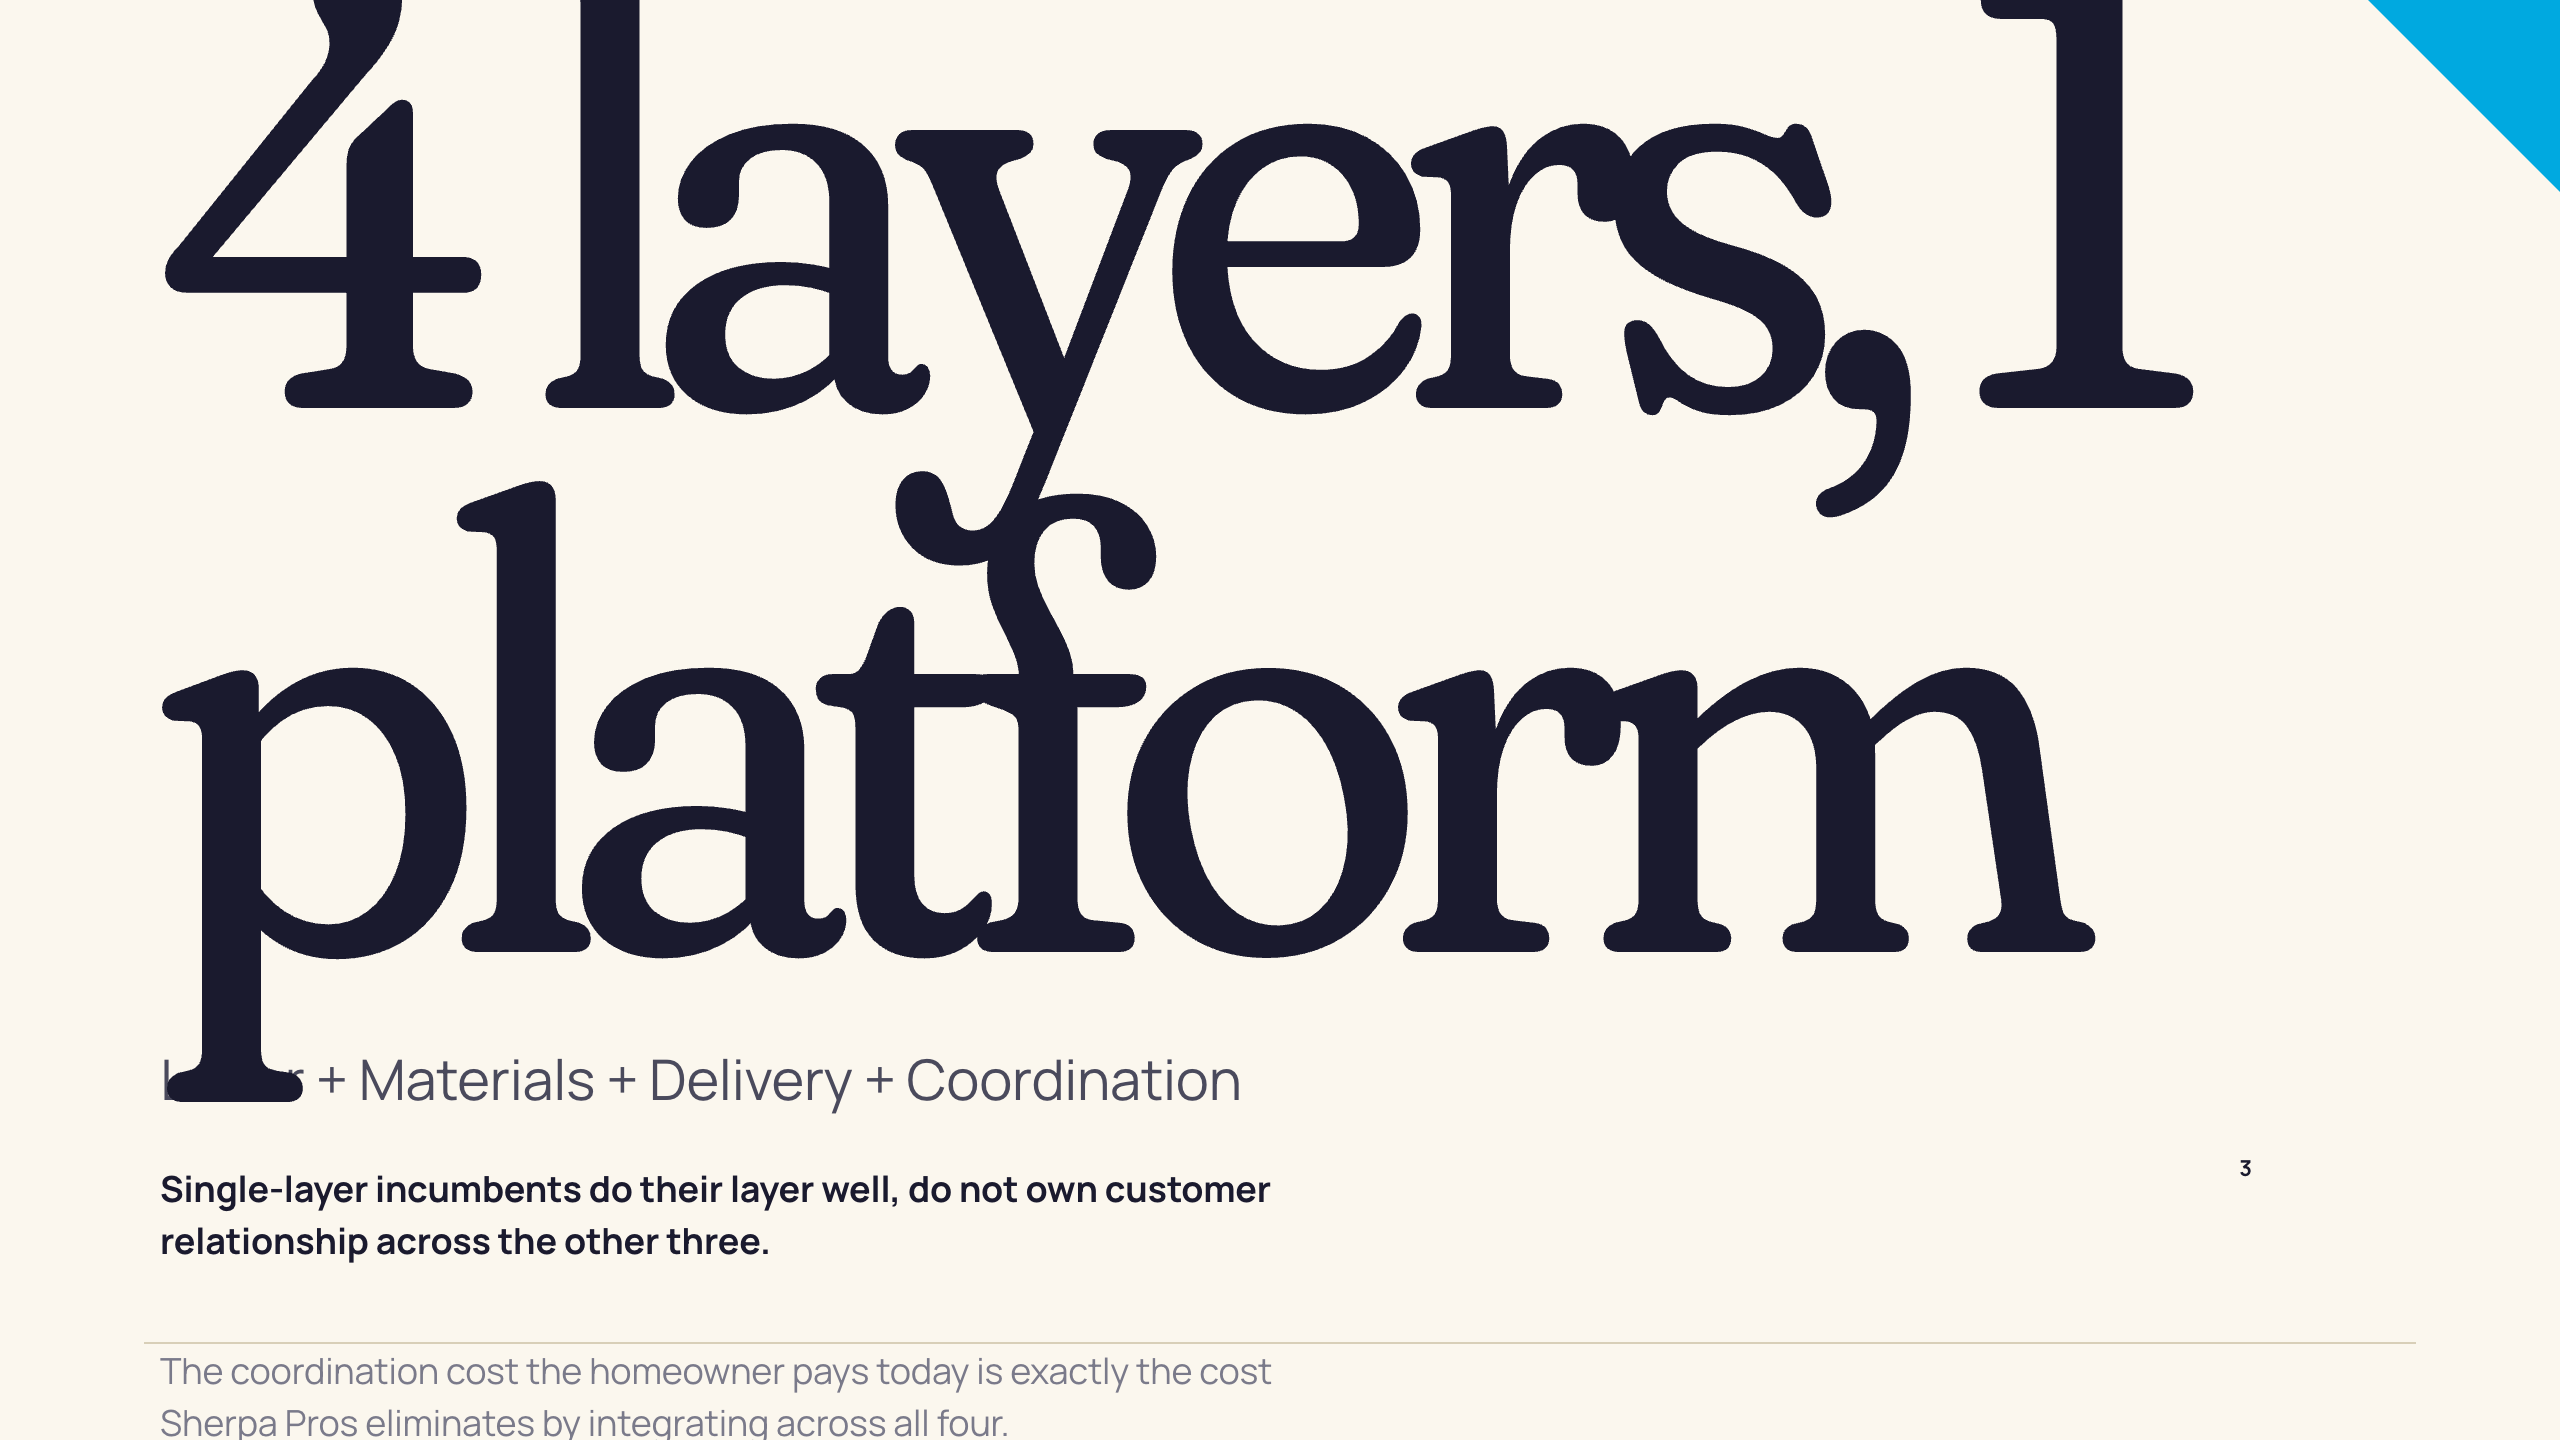 4 layers, 1
platform
+ Materials + Delivery + Coordination
Single-layer incumbents do their layer well, do not own customer
relationship across the other three.
3
The coordination cost the homeowner pays today is exactly the cost
Sherpa Pros eliminates by integrating across all four.